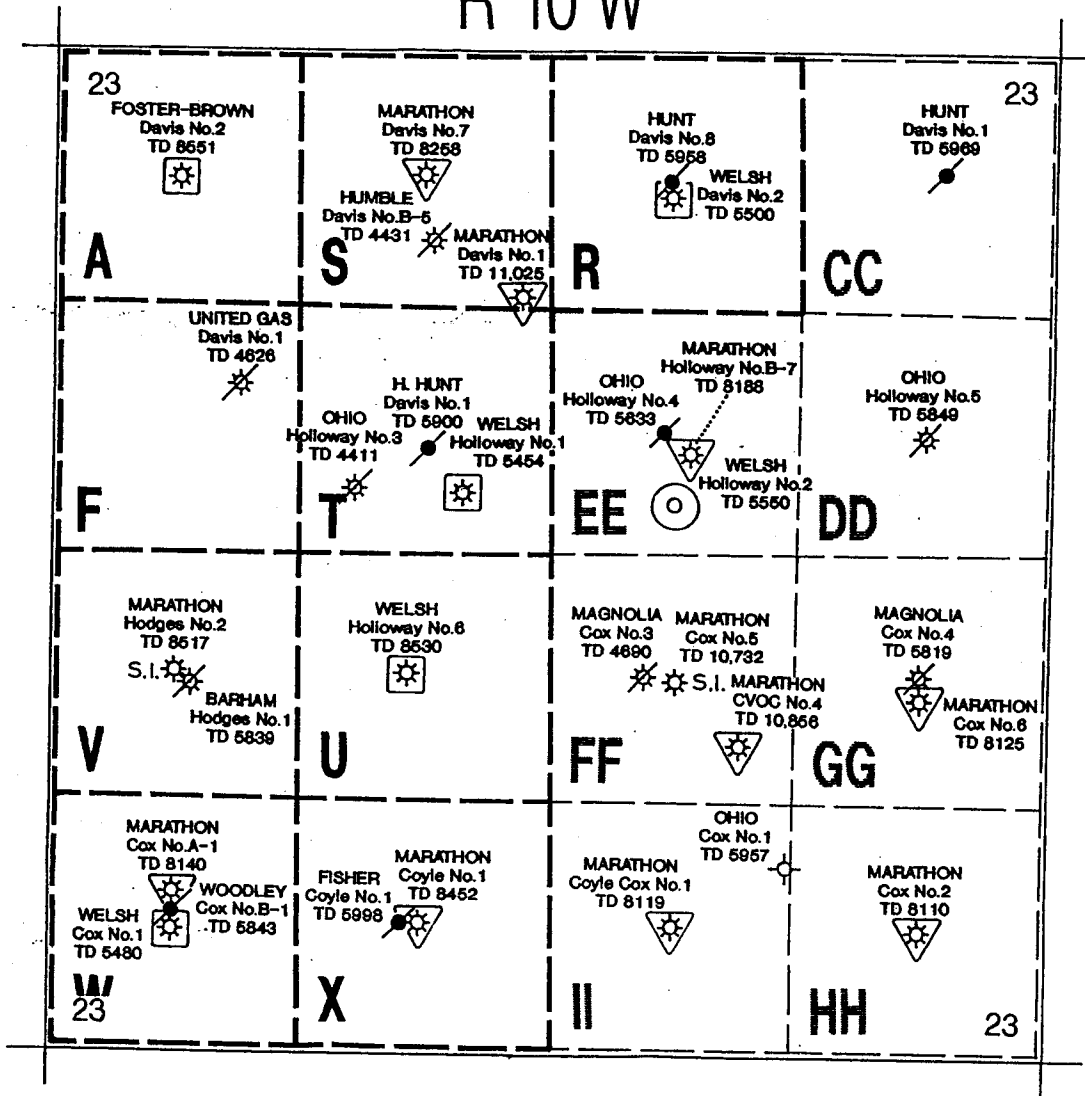 R 10 W
23
FOSTER-BROWN
Davis No.2
TD 8551
A
MARATHON
Davis No.7
TD 8258
HUMBLE
Davis No.B-5
TD 4431
MARATHON
Davis No.1
TD 11,025
S
HUNT
Davis No.8
TD 5958
WELSH
Davis No.2
TD 5500
R
23
HUNT
Davis No.1
TD 5969
CC
UNITED GAS
Davis No.1
TD 4626
F
H. HUNT
Davis No.1
TD 5900
OHIO
Holloway No.3
TD 4411
WELSH
Holloway No.1
TD 5454
T
MARATHON
Holloway No.B-7
TD 8188
OHIO
Holloway No.4
TD 5833
WELSH
Holloway No.2
TD 5550
EE
OHIO
Holloway No.5
TD 5849
DD
MARATHON
Hodges No.2
TD 8517
S.I.
BARHAM
Hodges No.1
TD 5839
V
WELSH
Holloway No.6
TD 8530
U
MAGNOLIA
Cox No.3
TD 4690
MARATHON
Cox No.5
TD 10,732
S.I.
MARATHON
CVOC No.4
TD 10,856
FF
MAGNOLIA
Cox No.4
TD 5819
MARATHON
Cox No.6
TD 8125
GG
MARATHON
Cox No.A-1
TD 8140
WOODLEY
Cox No.B-1
TD 5843
WELSH
Cox No.1
TD 5480
W
23
MARATHON
Coyle No.1
TD 8452
FISHER
Coyle No.1
TD 5998
X
OHIO
Cox No.1
TD 5957
MARATHON
Coyle Cox No.1
TD 8119
II
MARATHON
Cox No.2
TD 8110
HH
23